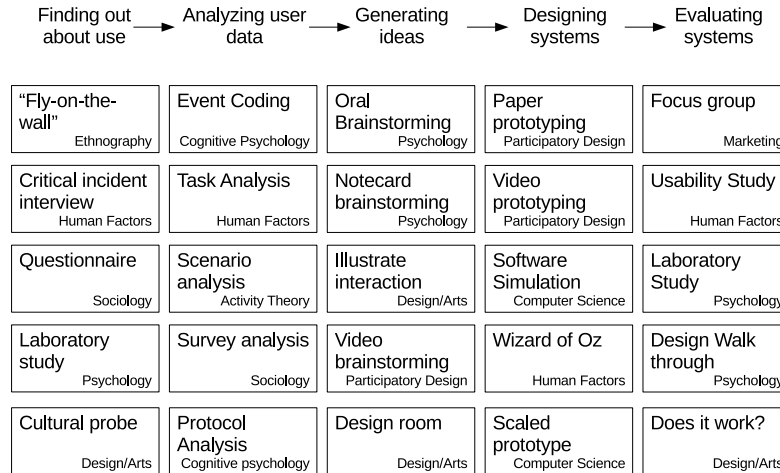 Finding out
about use
Analyzing user
data
Generating
ideas
Designing
systems
Evaluating
systems
“Fly-on-the-
wall”
Ethnography
Event Coding
Cognitive Psychology
Oral
Brainstorming
Psychology
Paper
prototyping
Participatory Design
Focus group
Marketing
Critical incident
interview
Human Factors
Task Analysis
Human Factors
Notecard
brainstorming
Psychology
Video
prototyping
Participatory Design
Usability Study
Human Factors
Questionnaire
Sociology
Scenario
analysis
Activity Theory
Illustrate
interaction
Design/Arts
Software
Simulation
Computer Science
Laboratory
Study
Psychology
Laboratory
study
Psychology
Survey analysis
Sociology
Video
brainstorming
Participatory Design
Wizard of Oz
Human Factors
Design Walk
through
Psychology
Cultural probe
Design/Arts
Protocol
Analysis
Cognitive psychology
Design room
Design/Arts
Scaled
prototype
Computer Science
Does it work?
Design/Arts